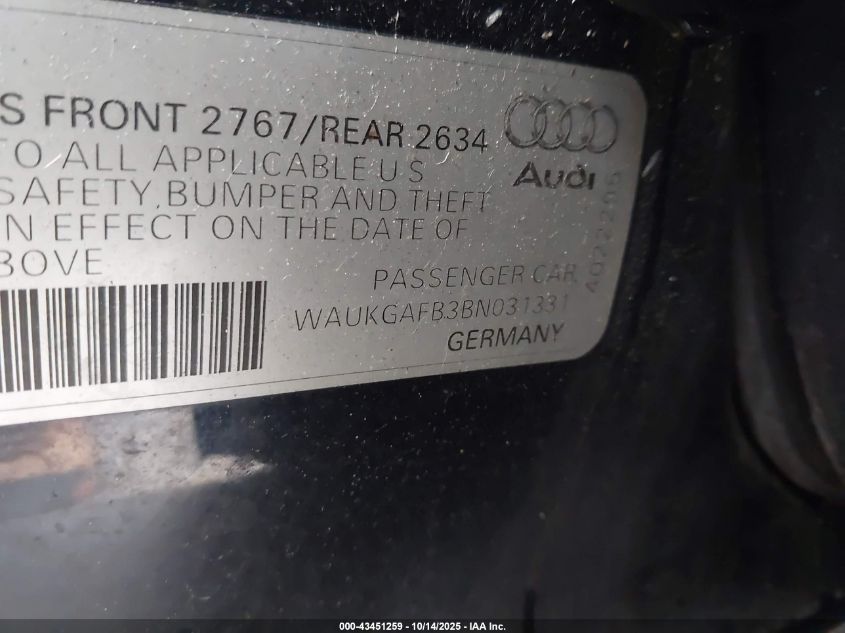 S FRONT 2767/REAR 2634
TO ALL APPLICABLE U S
SAFETY, BUMPER AND THEFT
N EFFECT ON THE DATE OF
BOVE
Audi
PASSENGER CAR
WAUKGAFB3BN031331
GERMANY
000-43451259 - 10/14/2025 - IAA Inc.